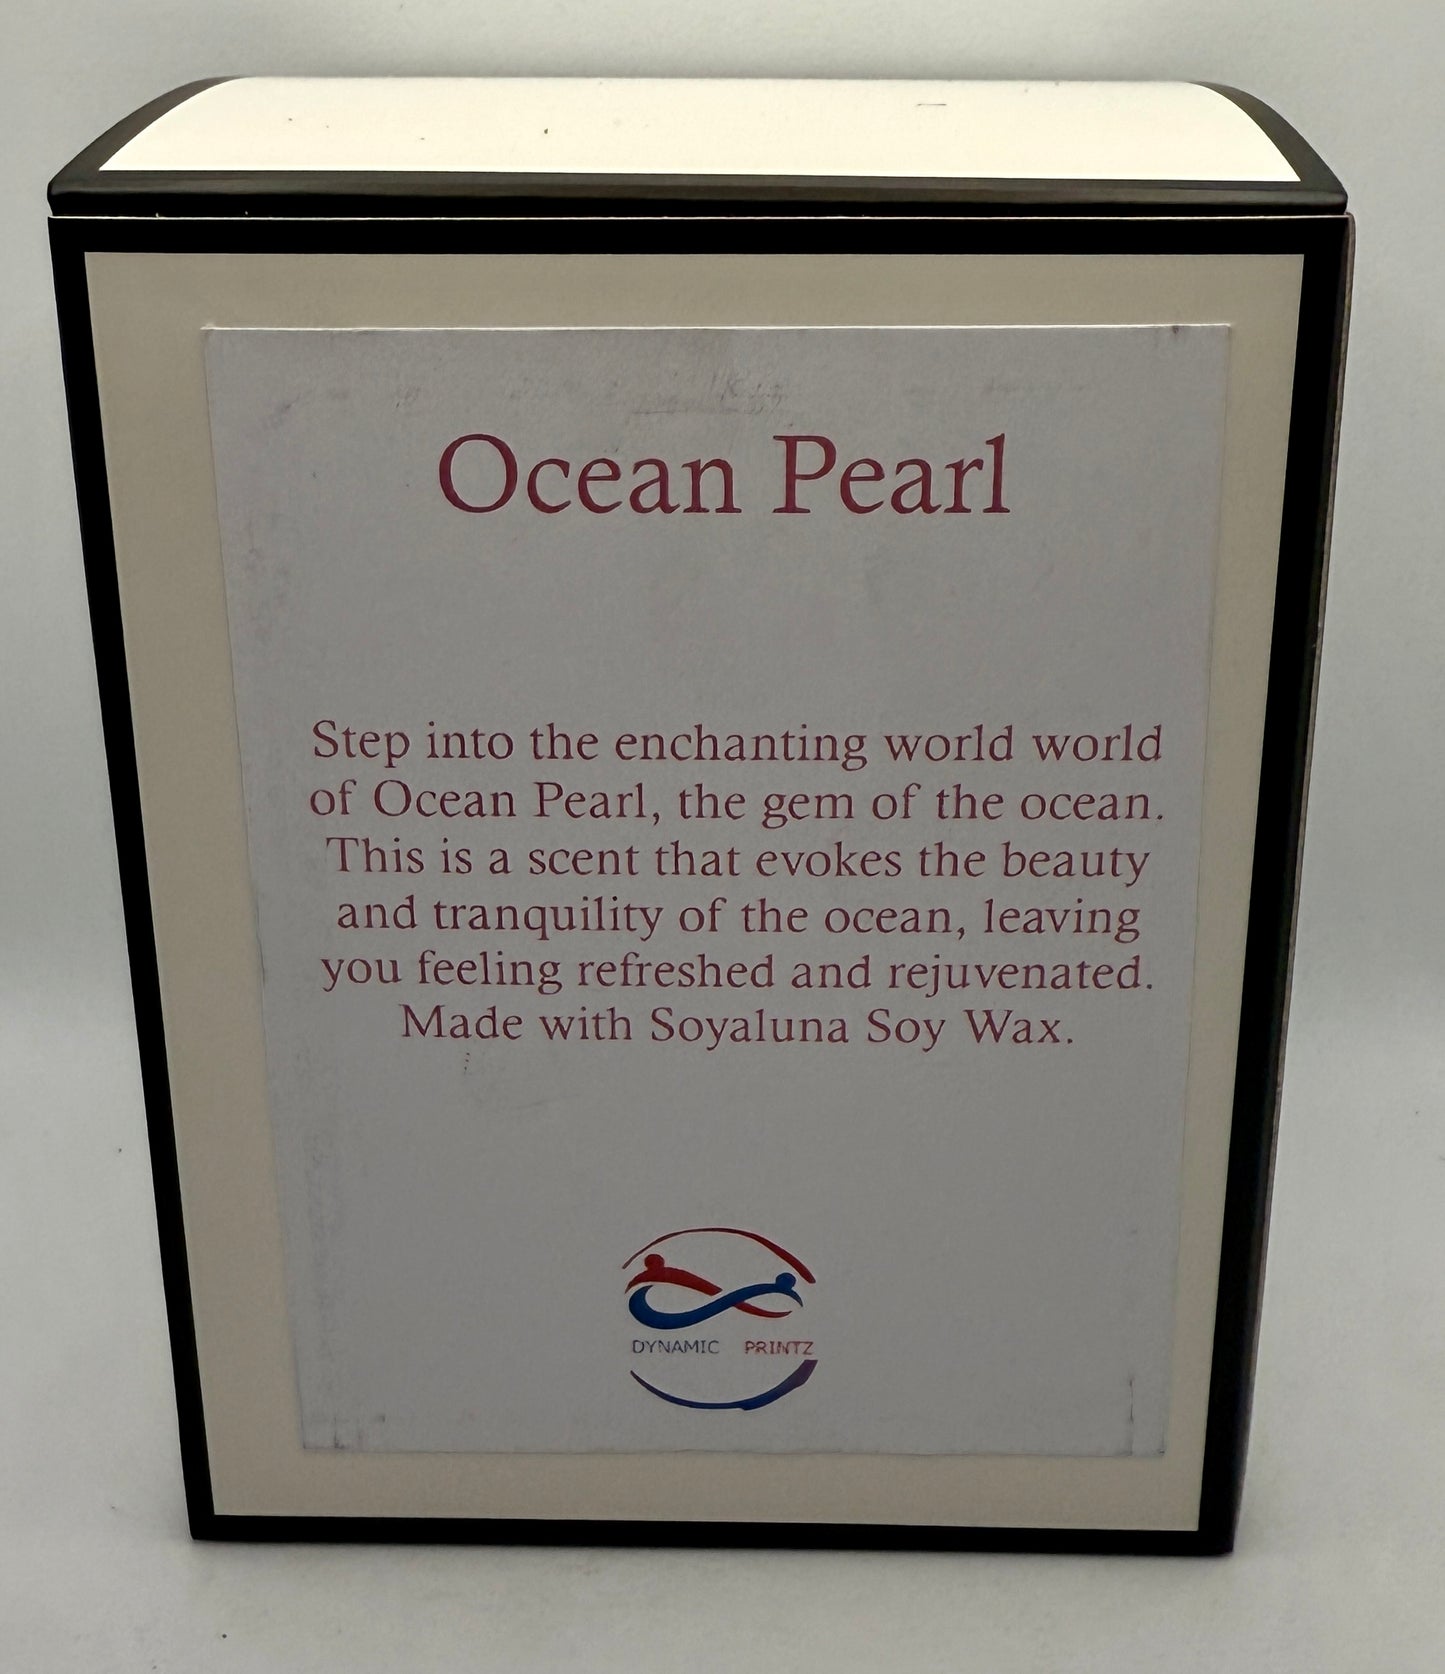 Ocean Pearl
Step into the enchanting world world
of Ocean Pearl, the gem of the ocean.
This is a scent that evokes the beauty
and tranquility of the ocean, leaving
you feeling refreshed and rejuvenated.
Made with Soyaluna Soy Wax.
DYNAMIC PRINTZ